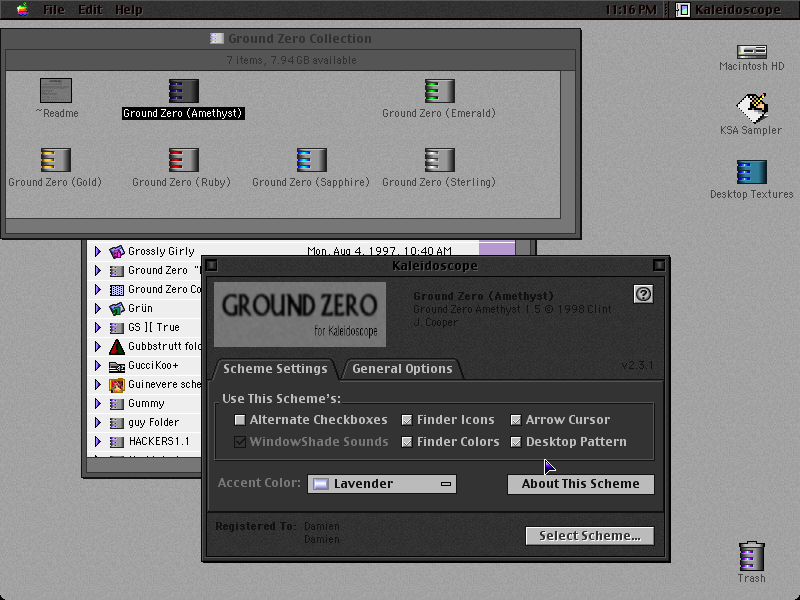 File Edit Help
11:16 PM
Kaleidoscope
Ground Zero Collection
7 items, 7.94 GB available
~Readme
Ground Zero (Amethyst)
Ground Zero (Emerald)
Ground Zero (Gold)
Ground Zero (Ruby)
Ground Zero (Sapphire)
Ground Zero (Sterling)
Macintosh HD
KSA Sampler
Desktop Textures
Grossly Girly
Mon, Aug 4, 1997, 10:40 AM
Ground Zero
Ground Zero Co
Grün
GS ][ True
Gubbstrutt fold
GucciKoo+
Guinevere sche
Gummy
guy Folder
HACKERS1.1
Kaleidoscope
GROUND ZERO
for Kaleidoscope
Ground Zero (Amethyst)
Ground Zero Amethyst 1.5 © 1998 Clint
J. Cooper
v2.3.1
Scheme Settings
General Options
Use This Scheme's:
Alternate Checkboxes
Finder Icons
Arrow Cursor
WindowShade Sounds
Finder Colors
Desktop Pattern
Accent Color:
Lavender
About This Scheme
Registered To:
Damien
Damien
Select Scheme...
Trash